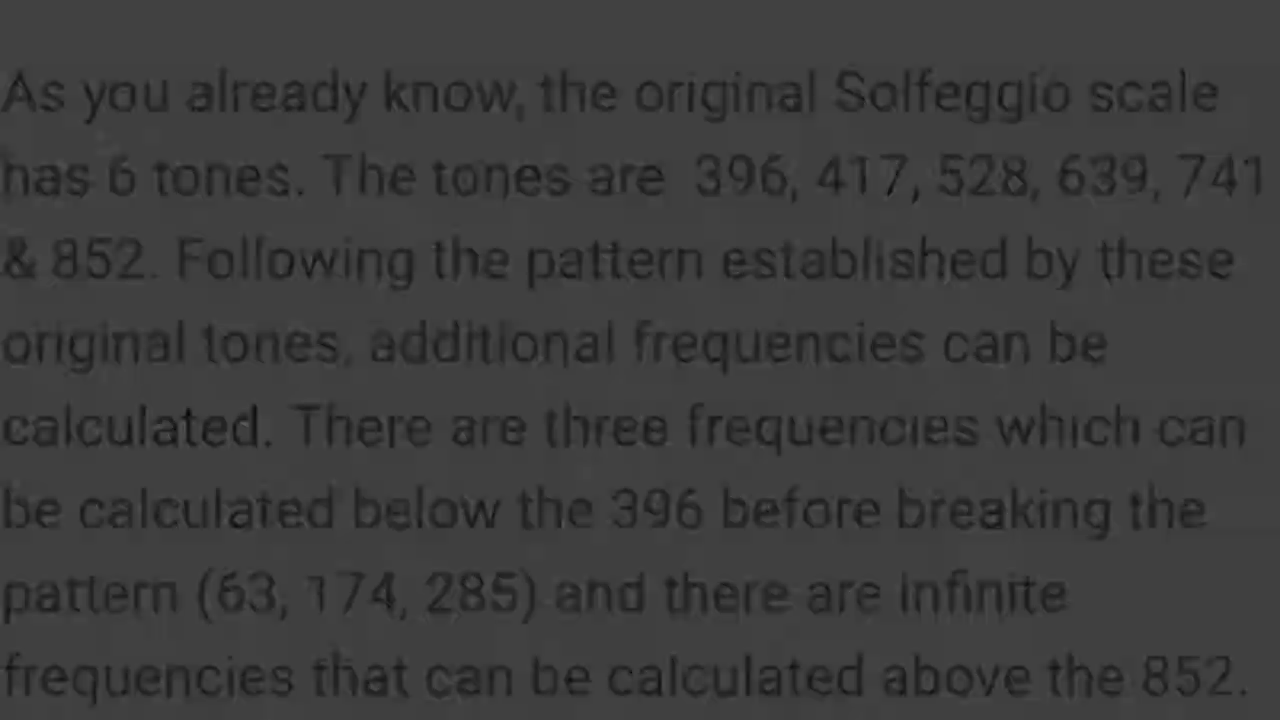 As you already know, the original Solfeggio scale
has 6 tones. The tones are 396, 417, 528, 639, 741
& 852. Following the pattern established by these
original tones, additional frequencies can be
calculated. There are three frequencies which can
be calculated below the 396 before breaking the
pattern (63, 174, 285) and there are infinite
frequencies that can be calculated above the 852.